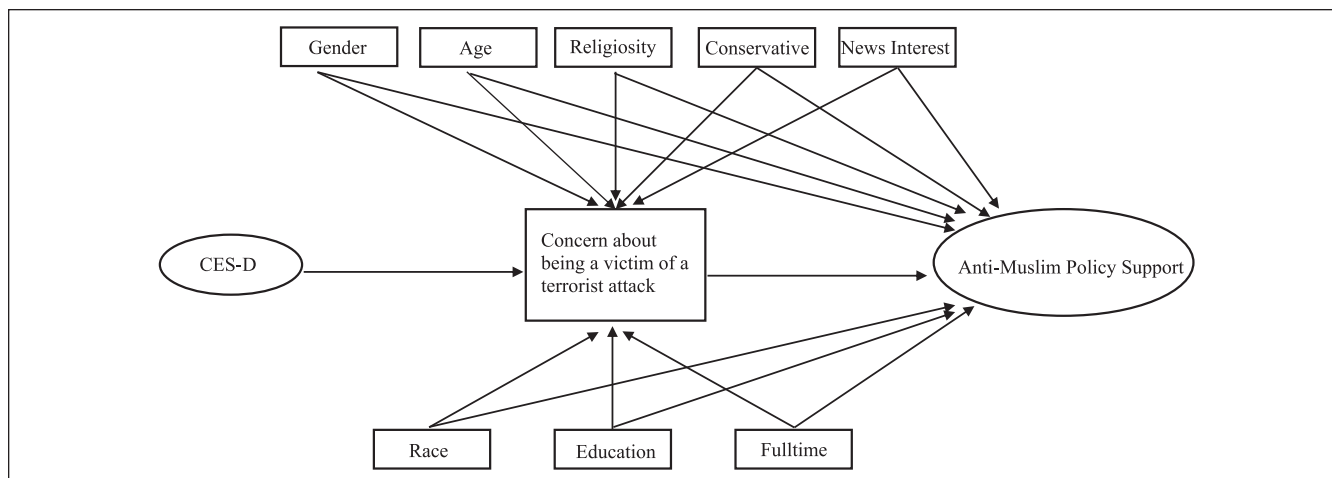 Gender
Age
Religiosity
Conservative
News Interest
Concern about
being a victim of a
terrorist attack
CES-D
Anti-Muslim Policy Support
Race
Education
Fulltime